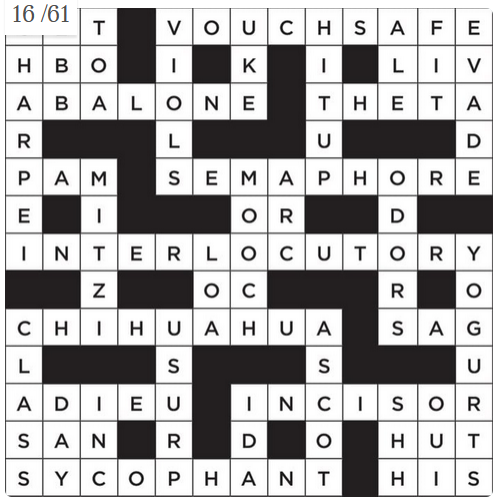 16 /61
T V O U C H S A F E
H B O I K I L I V
A B A L O N E T H E T A
R L U D
P A M S E M A P H O R E
E I O R D
I N T E R L O C U T O R Y
Z O C R O
C H I H U A H U A S A G
L S S U
A D I E U I N C I S O R
S A N R D O H U T
S Y C O P H A N T H I S